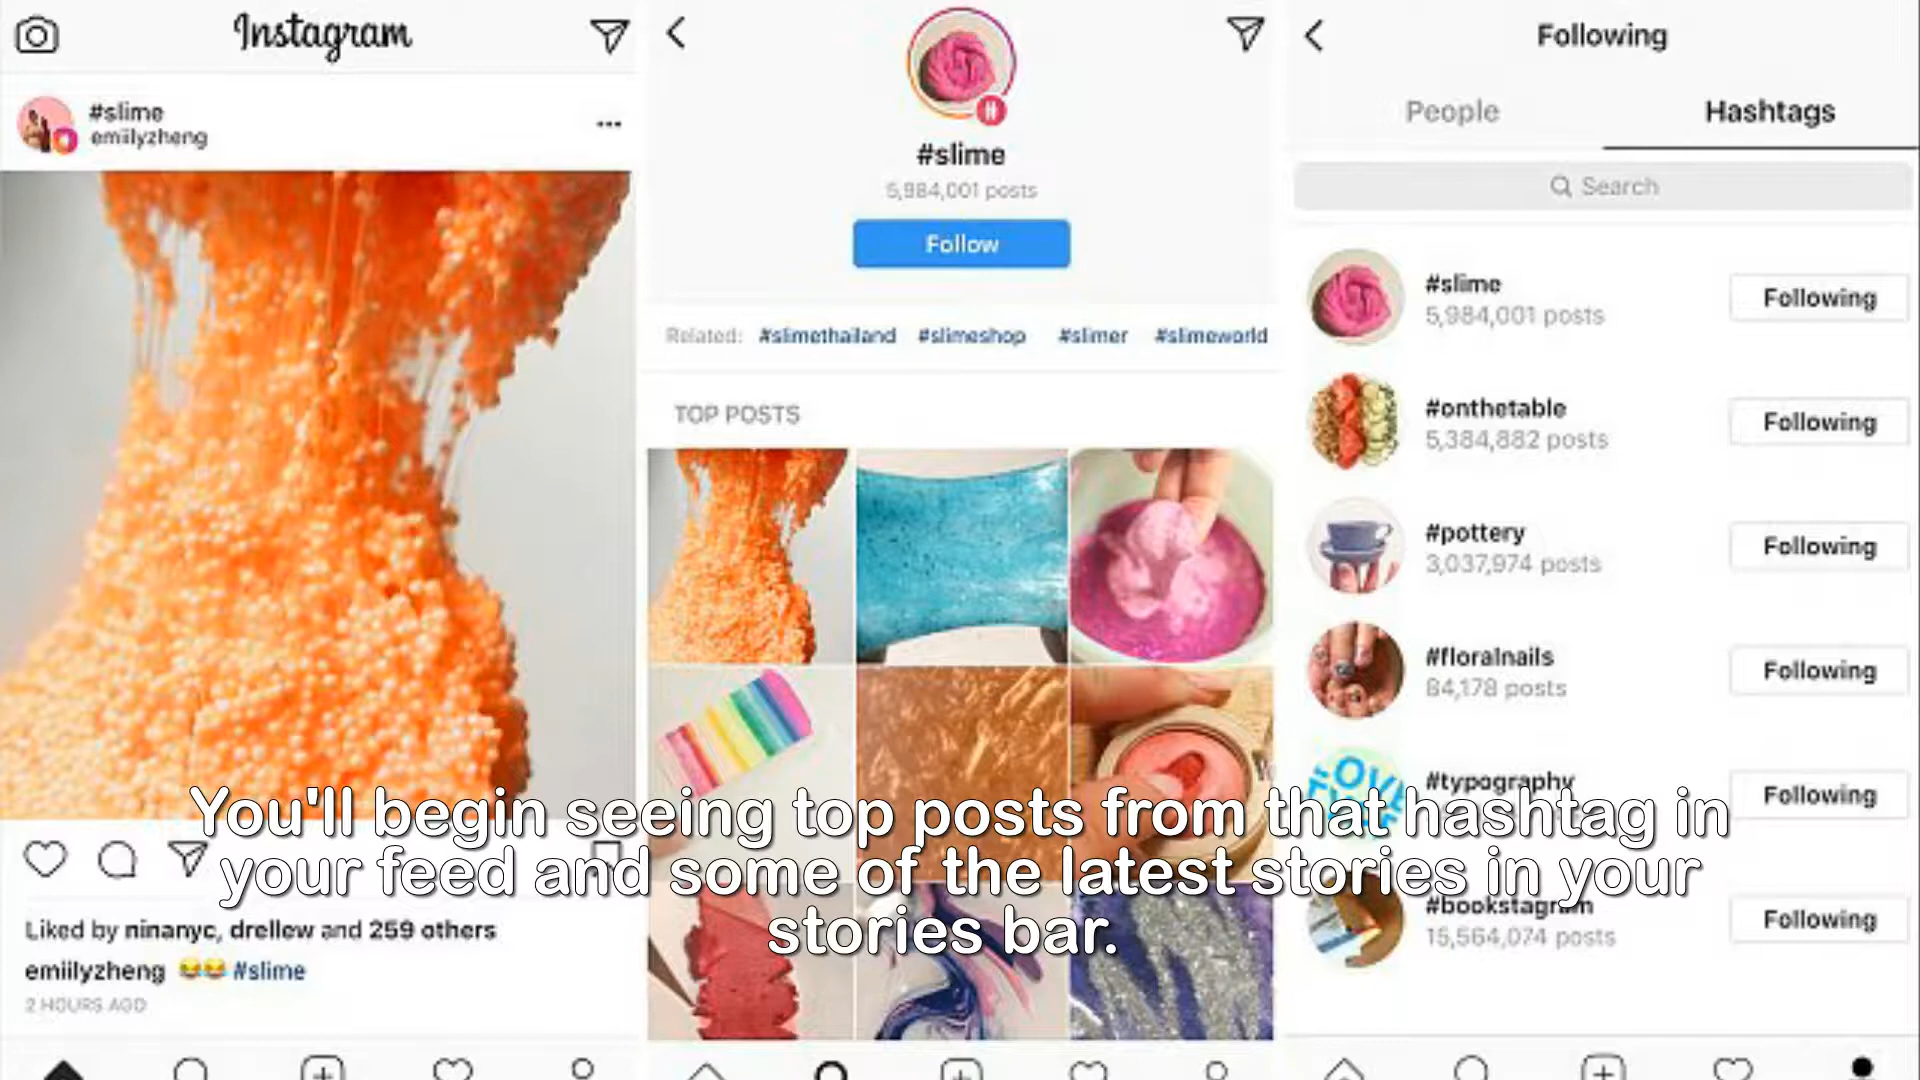 Instagram
#slime
emiilyzheng
Liked by ninanyc, drellew and 259 others
emiilyzheng 😂😂 #slime
2 HOURS AGO
#slime
5,984,001 posts
Follow
Related: #slimethailand #slimeshop #slimer #slimeworld
TOP POSTS
Following
People Hashtags
Search
#slime
5,984,001 posts
Following
#onthetable
5,384,882 posts
Following
#pottery
3,037,974 posts
Following
#floralnails
84,178 posts
Following
#typography
Following
#bookstagram
15,564,074 posts
Following
You'll begin seeing top posts from that hashtag in
your feed and some of the latest stories in your
stories bar.